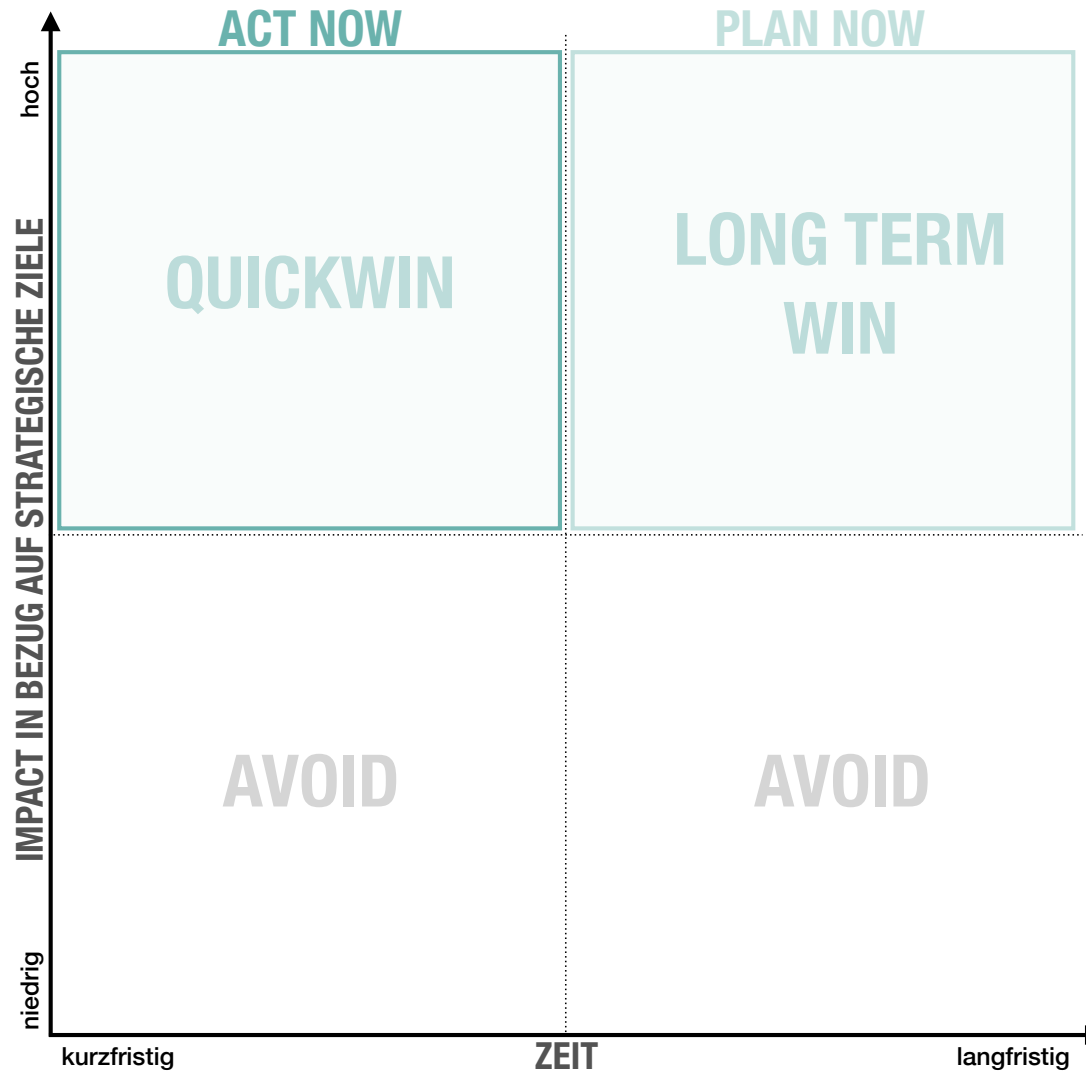 ACT NOW
PLAN NOW
hoch
IMPACT IN BEZUG AUF STRATEGISCHE ZIELE
niedrig
QUICKWIN
LONG TERM
WIN
AVOID
AVOID
kurzfristig
ZEIT
langfristig